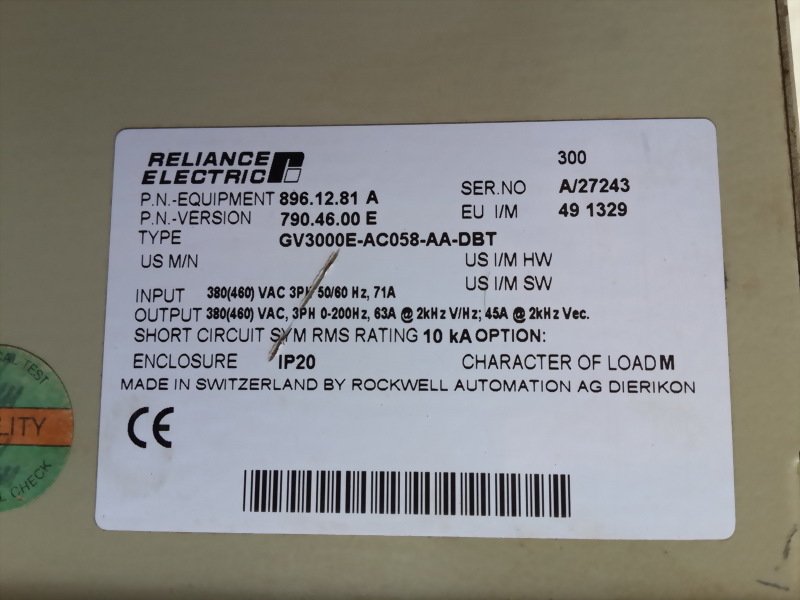 RELIANCE
ELECTRIC
300
P.N.-EQUIPMENT 896.12.81 A
SER.NO A/27243
P.N.-VERSION 790.46.00 E
EU I/M 49 1329
TYPE GV3000E-AC058-AA-DBT
US M/N
US I/M HW
US I/M SW
INPUT 380(460) VAC 3PH 50/60 Hz, 71A
OUTPUT 380(460) VAC, 3PH 0-200Hz, 63A @ 2kHz V/Hz; 45A @ 2kHz Vec.
SHORT CIRCUIT SYM RMS RATING 10 kA OPTION:
ENCLOSURE IP20
CHARACTER OF LOAD M
MADE IN SWITZERLAND BY ROCKWELL AUTOMATION AG DIERIKON
CE
TEST
LITY
CHECK